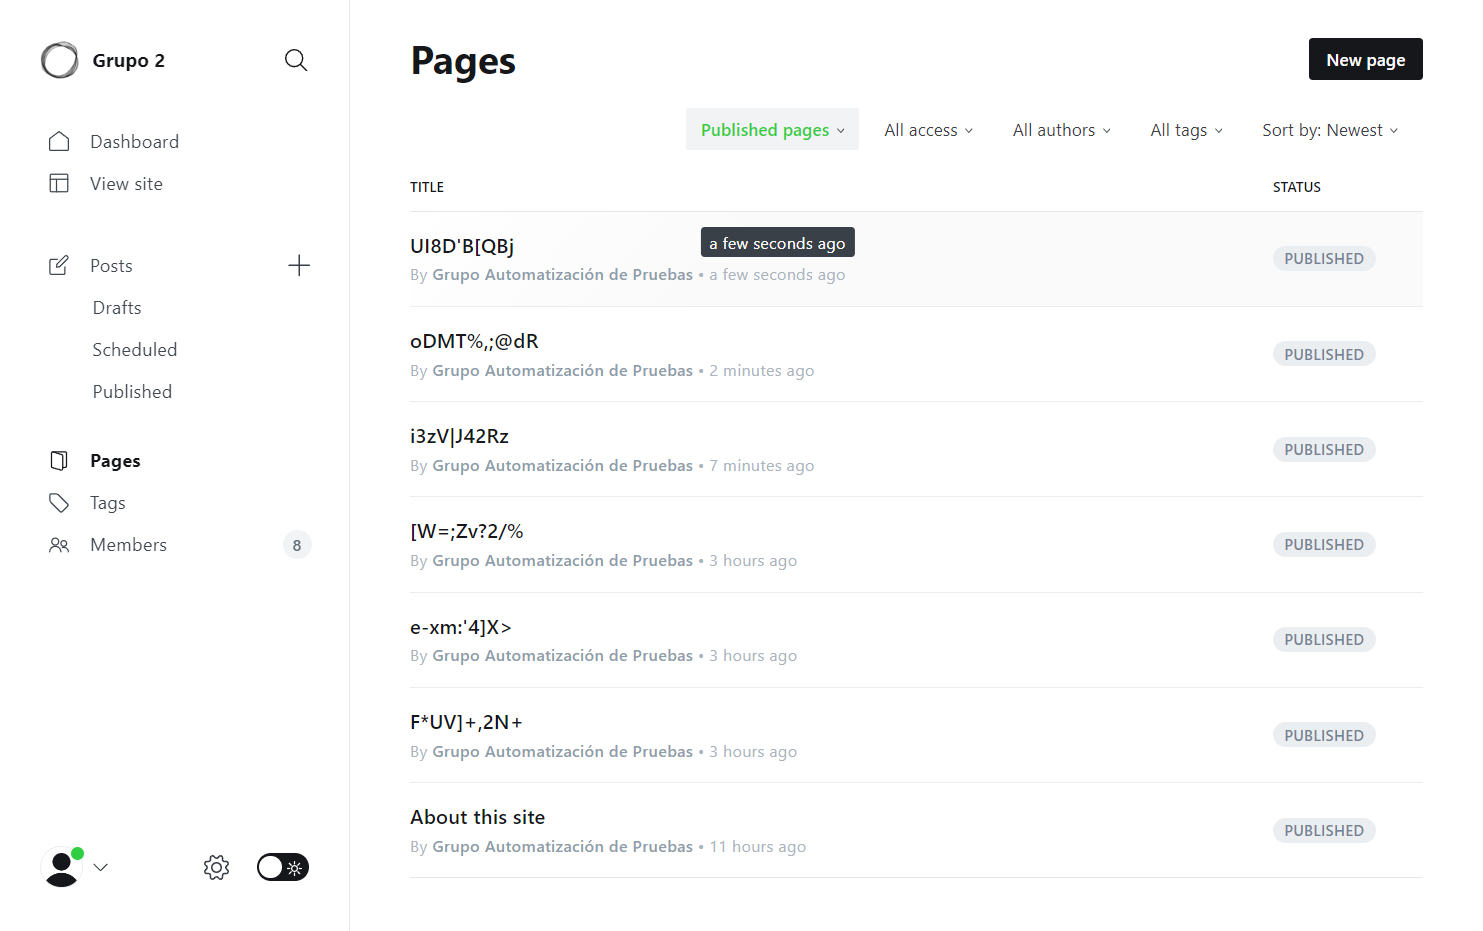 Grupo 2
Dashboard
View site
Posts
Drafts
Scheduled
Published
Pages
Tags
Members 8
Pages
New page
Published pages All access All authors All tags Sort by: Newest
TITLE STATUS
UI8D'B[QBj
a few seconds ago
By Grupo Automatización de Pruebas • a few seconds ago
PUBLISHED
oDMT%,;@dR
By Grupo Automatización de Pruebas • 2 minutes ago
PUBLISHED
i3zV|J42Rz
By Grupo Automatización de Pruebas • 7 minutes ago
PUBLISHED
[W=;Zv?2/%
By Grupo Automatización de Pruebas • 3 hours ago
PUBLISHED
e-xm:'4]X>
By Grupo Automatización de Pruebas • 3 hours ago
PUBLISHED
F*UV]+,2N+
By Grupo Automatización de Pruebas • 3 hours ago
PUBLISHED
About this site
By Grupo Automatización de Pruebas • 11 hours ago
PUBLISHED